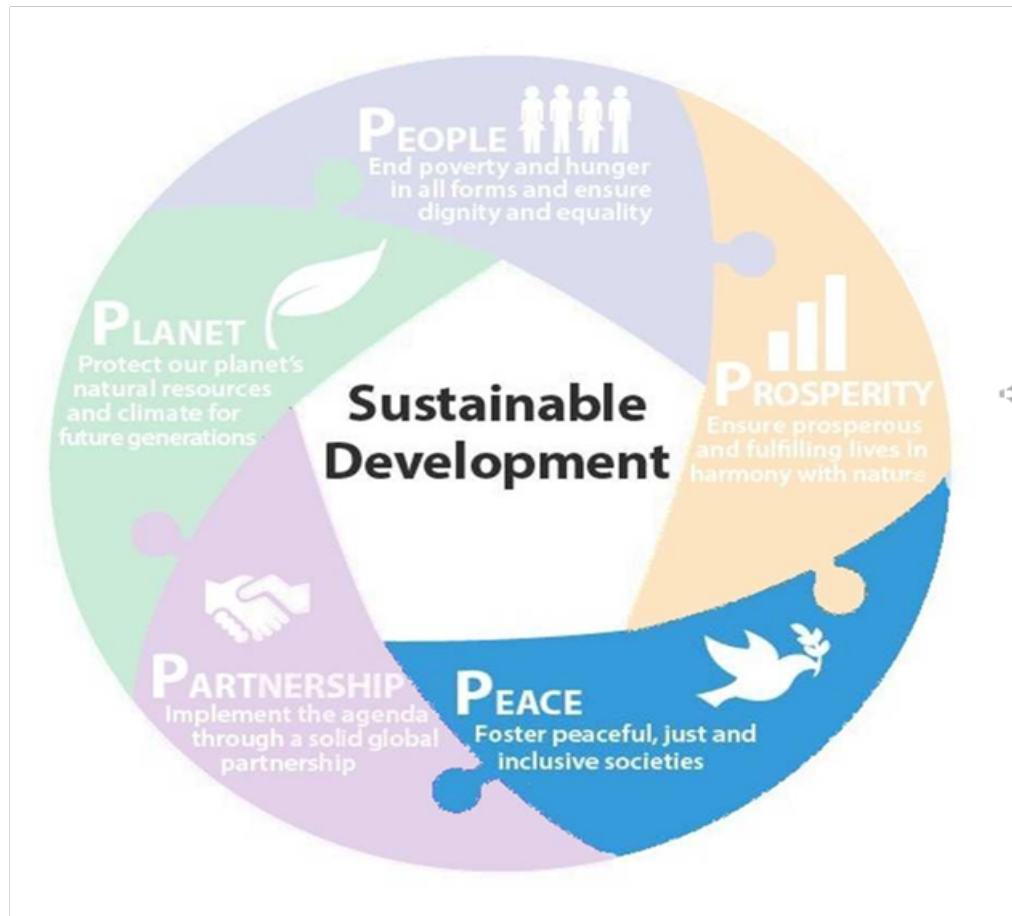 PEOPLE
End poverty and hunger
in all forms and ensure
dignity and equality
PLANET
Protect our planet's
natural resources
and climate for
future generations
PROSPERITY
Ensure prosperous
and fulfilling lives in
harmony with nature
Sustainable
Development
PARTNERSHIP
Implement the agenda
through a solid global
partnership
PEACE
Foster peaceful, just and
inclusive societies